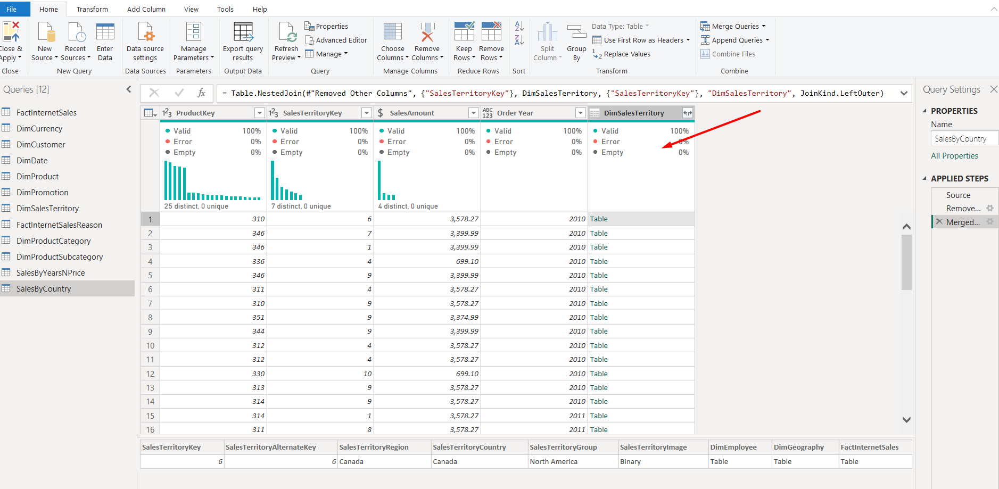 File Home Transform Add Column View Tools Help
Close & Apply
New Source
Recent Sources
Enter Data
Data source settings
Manage Parameters
Export query results
Refresh Preview
Properties
Advanced Editor
Manage
Choose Columns
Remove Columns
Keep Rows
Remove Rows
Split Column
Group By
Data Type: Table
Use First Row as Headers
Replace Values
Merge Queries
Append Queries
Combine Files
Close New Query Data Sources Parameters Output Data Query Manage Columns Reduce Rows Sort Transform Combine
Queries [12]
FactInternetSales
DimCurrency
DimCustomer
DimDate
DimProduct
DimPromotion
DimSalesTerritory
FactInternetSalesReason
DimProductCategory
DimProductSubcategory
SalesByYearsNPrice
SalesByCountry
fx = Table.NestedJoin(#"Removed Other Columns", {"SalesTerritoryKey"}, DimSalesTerritory, {"SalesTerritoryKey"}, "DimSalesTerritory", JoinKind.LeftOuter)
123 ProductKey 123 SalesTerritoryKey $ SalesAmount ABC 123 Order Year DimSalesTerritory
Valid 100% Valid 100% Valid 100% Valid 100% Valid 100%
Error 0% Error 0% Error 0% Error 0% Error 0%
Empty 0% Empty 0% Empty 0% Empty 0% Empty 0%
25 distinct, 0 unique 7 distinct, 0 unique 4 distinct, 0 unique
1 310 6 3,578.27 2010 Table
2 346 7 3,399.99 2010 Table
3 346 1 3,399.99 2010 Table
4 336 4 699.10 2010 Table
5 346 9 3,399.99 2010 Table
6 311 4 3,578.27 2010 Table
7 310 9 3,578.27 2010 Table
8 351 9 3,374.99 2010 Table
9 344 9 3,399.99 2010 Table
10 312 4 3,578.27 2010 Table
11 312 4 3,578.27 2010 Table
12 330 10 699.10 2010 Table
13 313 9 3,578.27 2010 Table
14 314 9 3,578.27 2010 Table
15 314 1 3,578.27 2011 Table
16 311 8 3,578.27 2011 Table
SalesTerritoryKey SalesTerritoryAlternateKey SalesTerritoryRegion SalesTerritoryCountry SalesTerritoryGroup SalesTerritoryImage DimEmployee DimGeography FactInternetSales
6 6 Canada Canada North America Binary Table Table Table
Query Settings
PROPERTIES
Name
SalesByCountry
All Properties
APPLIED STEPS
Source
Remove...
Merged...